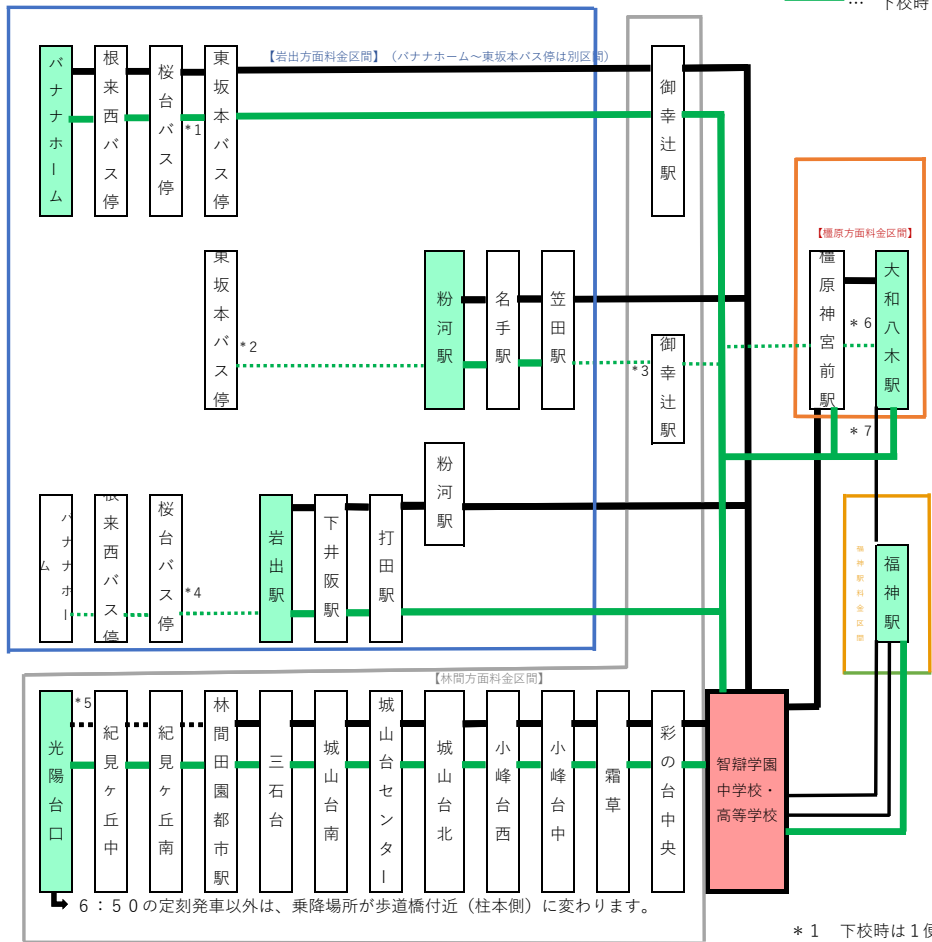 … 下校時
【岩出方面料金区間】（バナナホーム～東坂本バス停は別区間）
バナナホーム
根来西バス停
桜台バス停
*1
東坂本バス停
御幸辻駅
【橿原方面料金区間】
橿原神宮前駅
＊6
大和八木駅
＊7
東坂本バス停
*2
粉河駅
名手駅
笠田駅
*3
御幸辻駅
バナナホーム
根来西バス停
桜台バス停
*4
岩出駅
下井阪駅
打田駅
粉河駅
福神駅料金区間
福神駅
【林間方面料金区間】
光陽台口
*5
紀見ヶ丘中
紀見ヶ丘南
林間田園都市駅
三石台
城山台南
城山台センター
城山台北
小峰台西
小峰台中
霜草
彩の台中央
智辯学園
中学校・
高等学校
6：50の定刻発車以外は、乗降場所が歩道橋付近（柱本側）に変わります。
＊1 下校時は1便